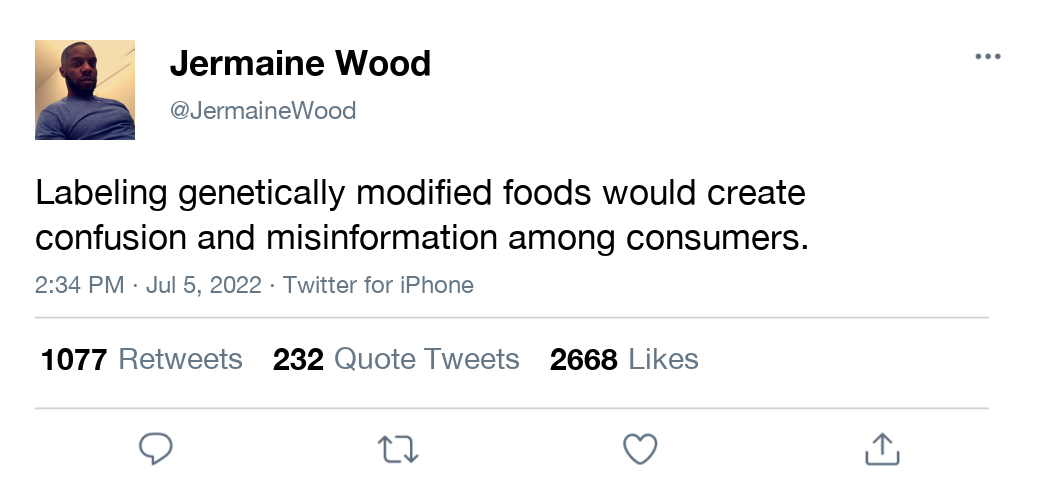 Jermaine Wood
@JermaineWood
Labeling genetically modified foods would create
confusion and misinformation among consumers.
2:34 PM · Jul 5, 2022 · Twitter for iPhone
1077 Retweets 232 Quote Tweets 2668 Likes